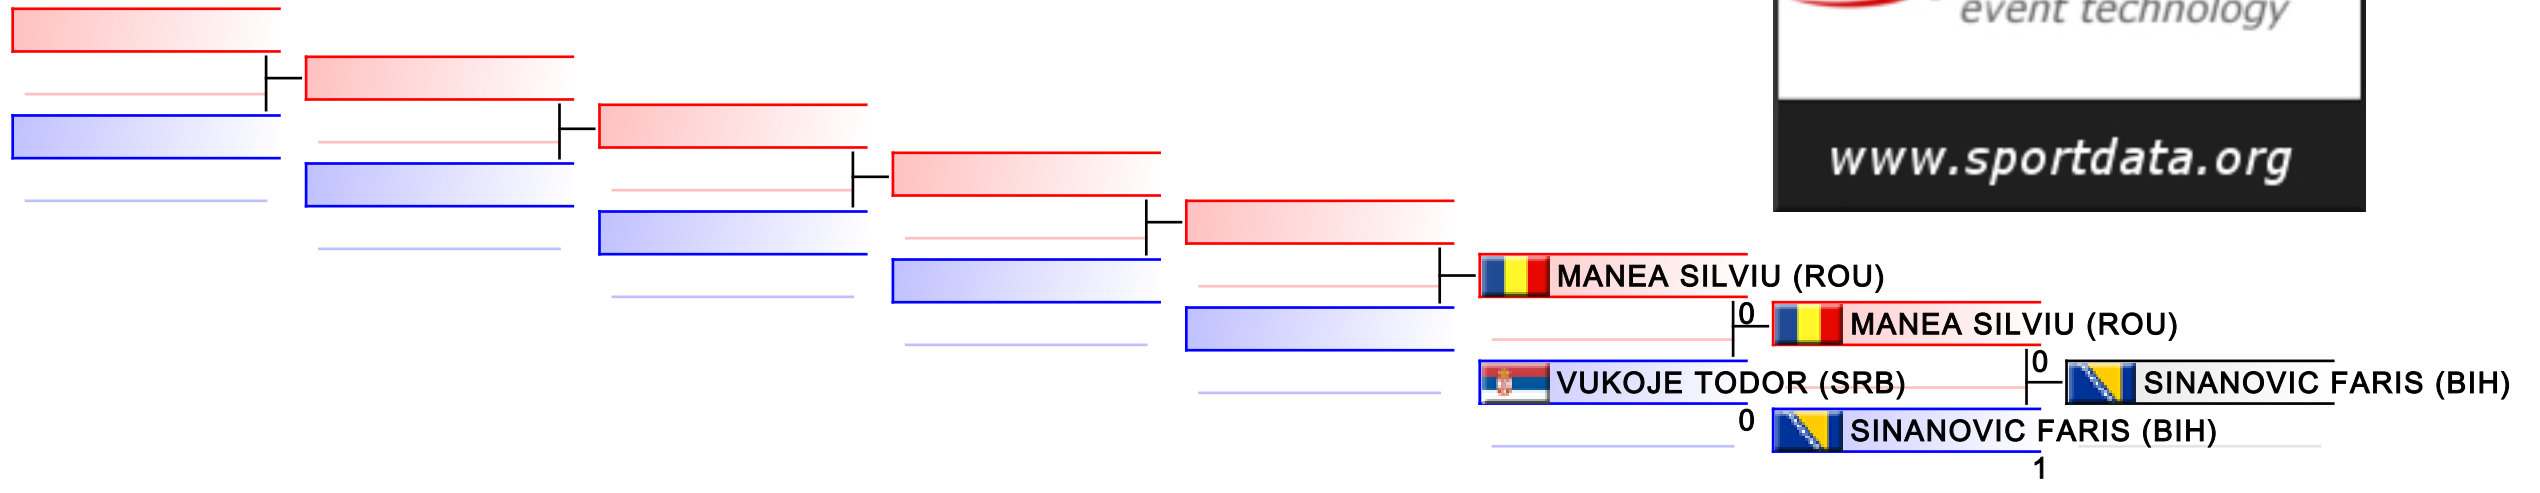 event technology
www.sportdata.org
MANEA SILVIU (ROU)
0
MANEA SILVIU (ROU)
0
VUKOJE TODOR (SRB)
SINANOVIC FARIS (BIH)
0
SINANOVIC FARIS (BIH)
1